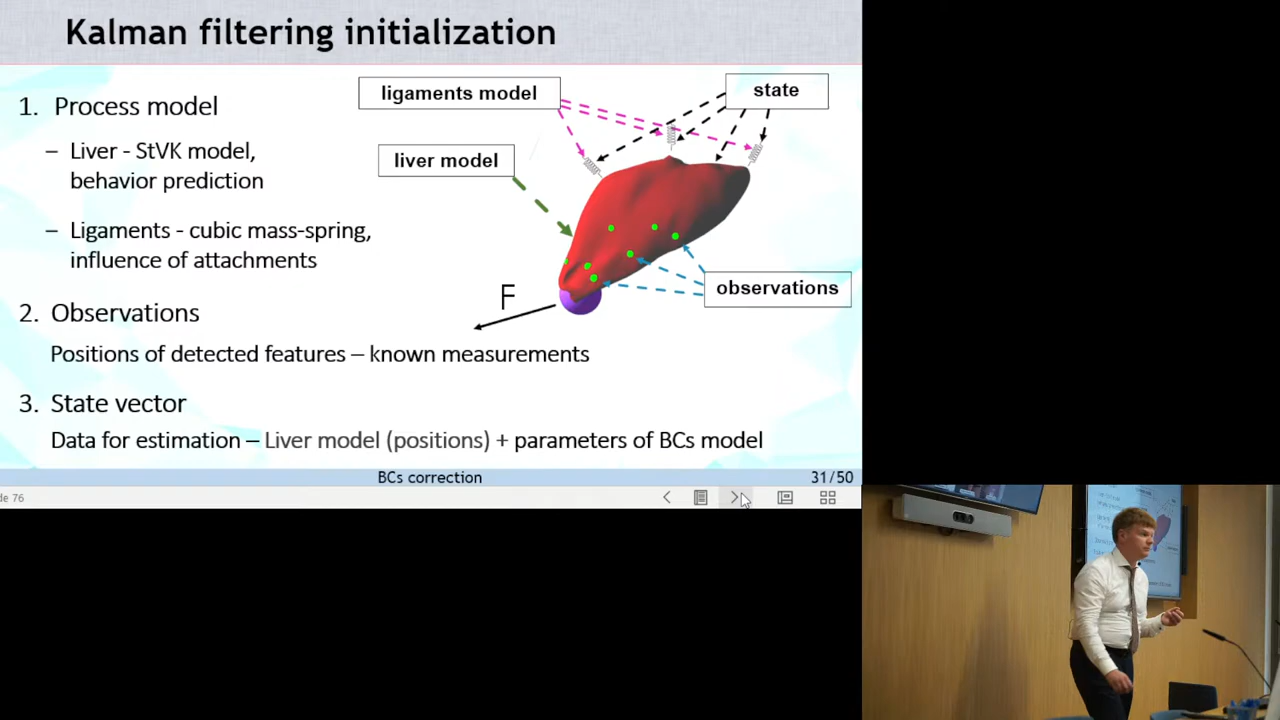 Kalman filtering initialization
1. Process model
– Liver - StVK model,
behavior prediction
– Ligaments - cubic mass-spring,
influence of attachments
2. Observations
Positions of detected features – known measurements
3. State vector
Data for estimation – Liver model (positions) + parameters of BCs model
ligaments model
state
liver model
observations
F
BCs correction
31/50
de 76